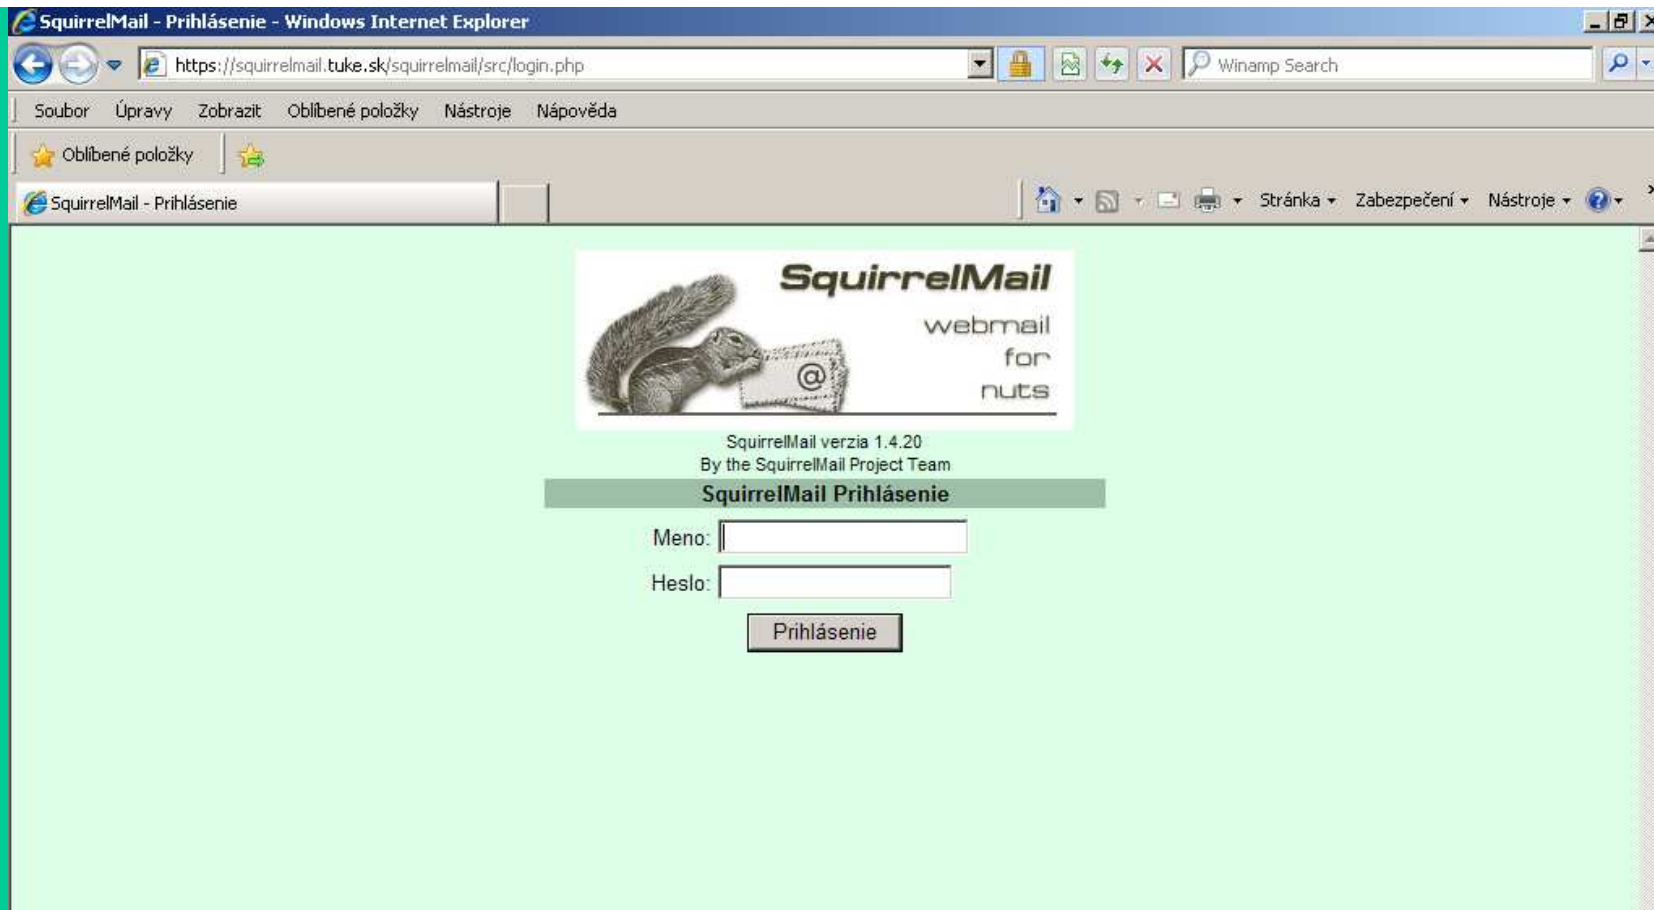 SquirrelMail - Prihlásenie - Windows Internet Explorer
https://squirrelmail.tuke.sk/squirrelmail/src/login.php
Winamp Search
Soubor Úpravy Zobrazit Oblíbené položky Nástroje Nápověda
Oblíbené položky
SquirrelMail - Prihlásenie
Stránka Zabezpečení Nástroje
SquirrelMail
webmail
for
nuts
@
SquirrelMail verzia 1.4.20
By the SquirrelMail Project Team
SquirrelMail Prihlásenie
Meno:
Heslo:
Prihlásenie